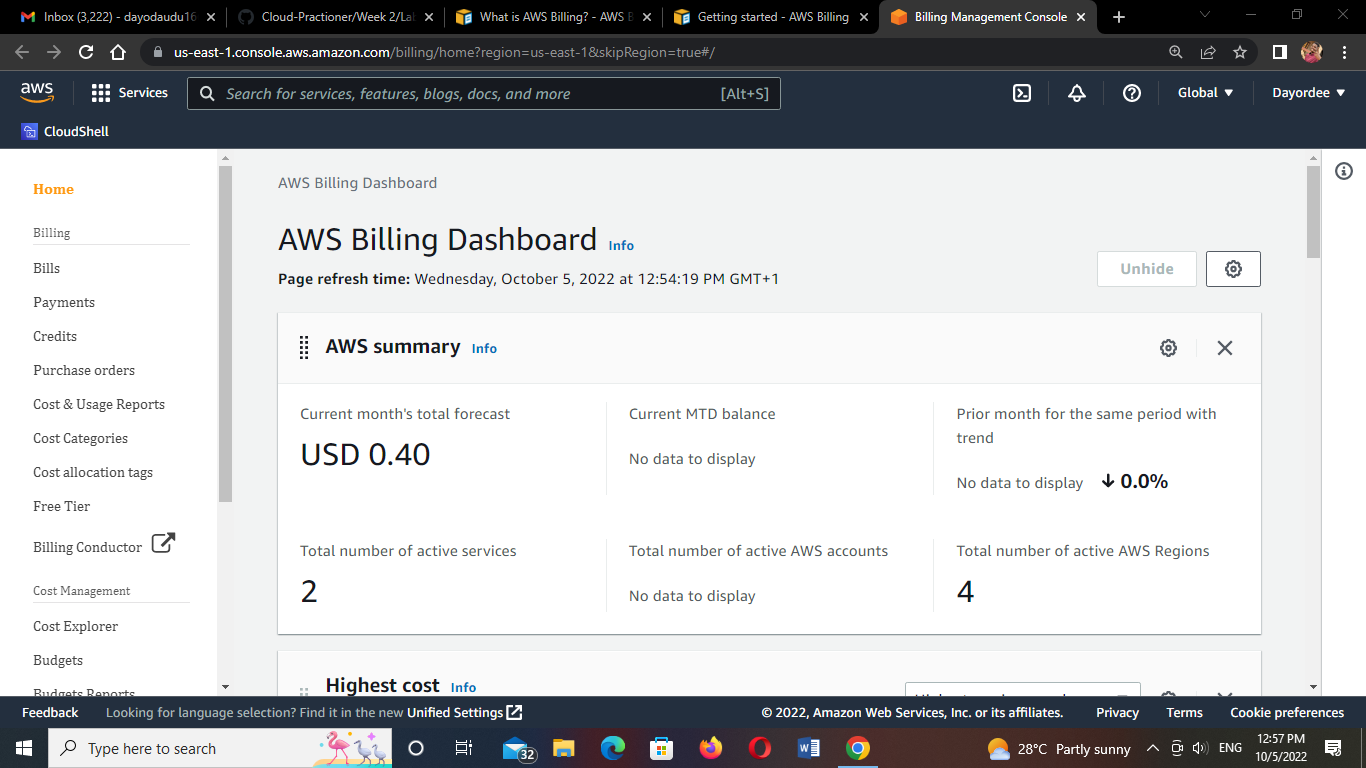 Inbox (3,222) - dayodaudu16
Cloud-Practioner/Week 2/La
What is AWS Billing? - AWS B
Getting started - AWS Billing
Billing Management Console
us-east-1.console.aws.amazon.com/billing/home?region=us-east-1&skipRegion=true#/
aws
Services
Search for services, features, blogs, docs, and more
[Alt+S]
Global
Dayordee
CloudShell
Home
Billing
Bills
Payments
Credits
Purchase orders
Cost & Usage Reports
Cost Categories
Cost allocation tags
Free Tier
Billing Conductor
Cost Management
Cost Explorer
Budgets
Budgets Reports
AWS Billing Dashboard
AWS Billing Dashboard Info
Page refresh time: Wednesday, October 5, 2022 at 12:54:19 PM GMT+1
Unhide
AWS summary Info
Current month's total forecast
USD 0.40
Current MTD balance
No data to display
Prior month for the same period with
trend
No data to display 0.0%
Total number of active services
2
Total number of active AWS accounts
No data to display
Total number of active AWS Regions
4
Highest cost Info
Feedback
Looking for language selection? Find it in the new Unified Settings
© 2022, Amazon Web Services, Inc. or its affiliates.
Privacy
Terms
Cookie preferences
Type here to search
32
28°C Partly sunny
ENG
12:57 PM
10/5/2022